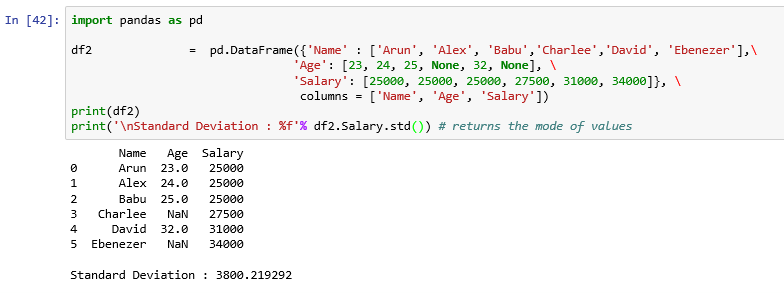 In [42]: import pandas as pd
df2 = pd.DataFrame({'Name' : ['Arun', 'Alex', 'Babu','Charlee','David', 'Ebenezer'],\
'Age': [23, 24, 25, None, 32, None], \
'Salary': [25000, 25000, 25000, 27500, 31000, 34000]}, \
columns = ['Name', 'Age', 'Salary'])
print(df2)
print('\nStandard Deviation : %f'% df2.Salary.std()) # returns the mode of values
Name Age Salary
0 Arun 23.0 25000
1 Alex 24.0 25000
2 Babu 25.0 25000
3 Charlee NaN 27500
4 David 32.0 31000
5 Ebenezer NaN 34000
Standard Deviation : 3800.219292